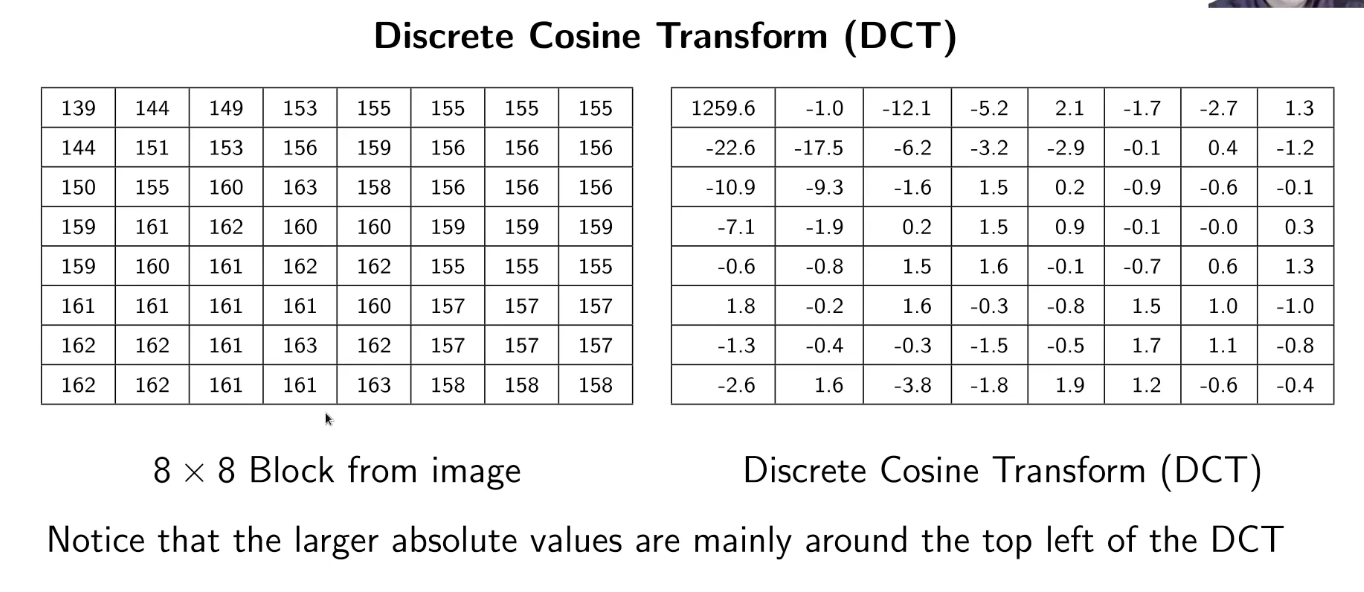 Discrete Cosine Transform (DCT)
139 144 149 153 155 155 155 155
144 151 153 156 159 156 156 156
150 155 160 163 158 156 156 156
159 161 162 160 160 159 159 159
159 160 161 162 162 155 155 155
161 161 161 161 160 157 157 157
162 162 161 163 162 157 157 157
162 162 161 161 163 158 158 158
8 × 8 Block from image
1259.6 -1.0 -12.1 -5.2 2.1 -1.7 -2.7 1.3
-22.6 -17.5 -6.2 -3.2 -2.9 -0.1 0.4 -1.2
-10.9 -9.3 -1.6 1.5 0.2 -0.9 -0.6 -0.1
-7.1 -1.9 0.2 1.5 0.9 -0.1 -0.0 0.3
-0.6 -0.8 1.5 1.6 -0.1 -0.7 0.6 1.3
1.8 -0.2 1.6 -0.3 -0.8 1.5 1.0 -1.0
-1.3 -0.4 -0.3 -1.5 -0.5 1.7 1.1 -0.8
-2.6 1.6 -3.8 -1.8 1.9 1.2 -0.6 -0.4
Discrete Cosine Transform (DCT)
Notice that the larger absolute values are mainly around the top left of the DCT